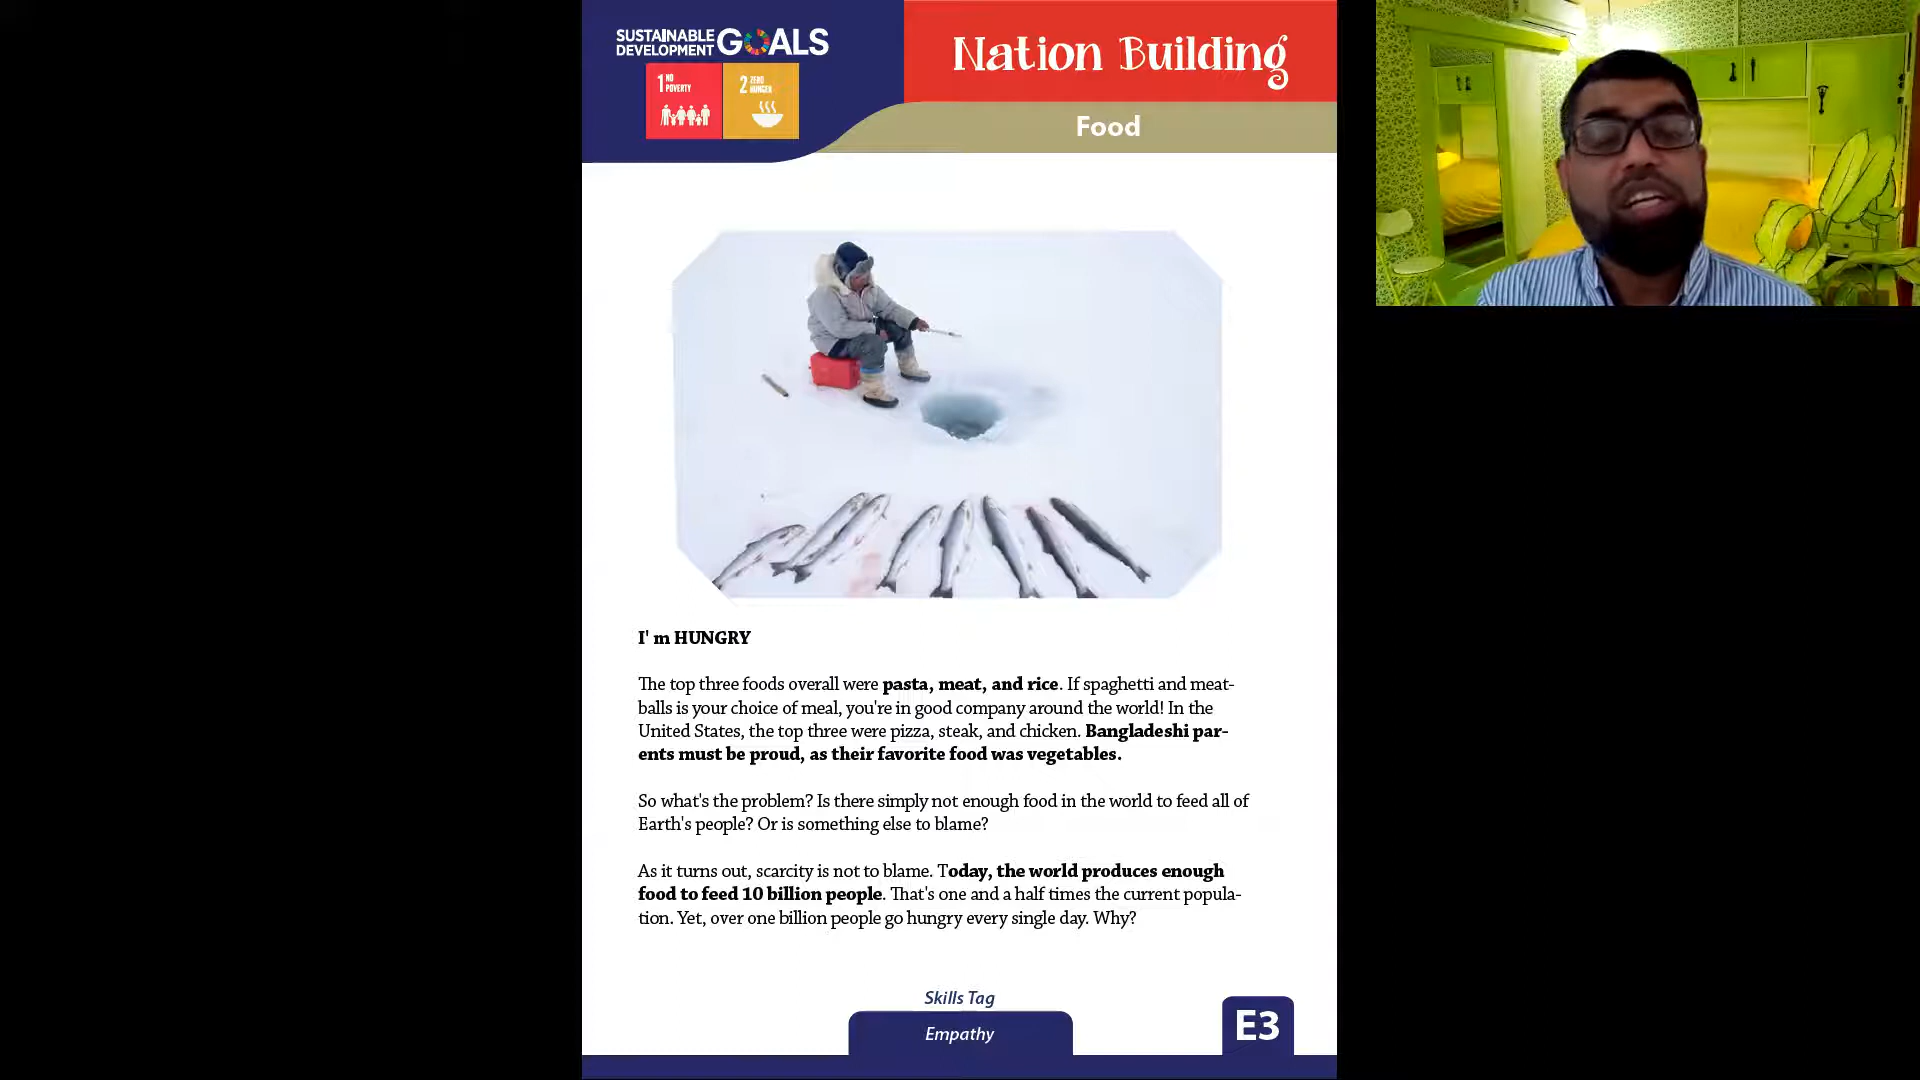 SUSTAINABLE
DEVELOPMENT GOALS
1 NO
POVERTY
2 ZERO
HUNGER
Nation Building
Food
I' m HUNGRY
The top three foods overall were pasta, meat, and rice. If spaghetti and meat-
balls is your choice of meal, you're in good company around the world! In the
United States, the top three were pizza, steak, and chicken. Bangladeshi par-
ents must be proud, as their favorite food was vegetables.
So what's the problem? Is there simply not enough food in the world to feed all of
Earth's people? Or is something else to blame?
As it turns out, scarcity is not to blame. Today, the world produces enough
food to feed 10 billion people. That's one and a half times the current popula-
tion. Yet, over one billion people go hungry every single day. Why?
Skills Tag
Empathy
E3